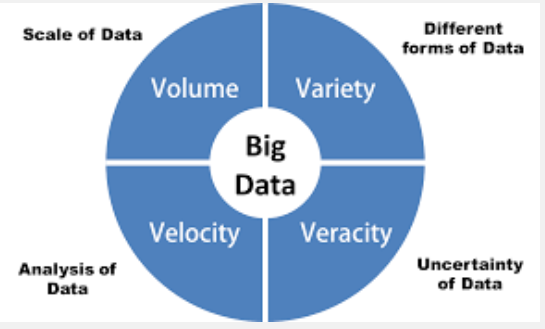 Scale of Data
Different
forms of Data
Volume
Variety
Big
Data
Velocity
Veracity
Analysis of
Data
Uncertainty
of Data